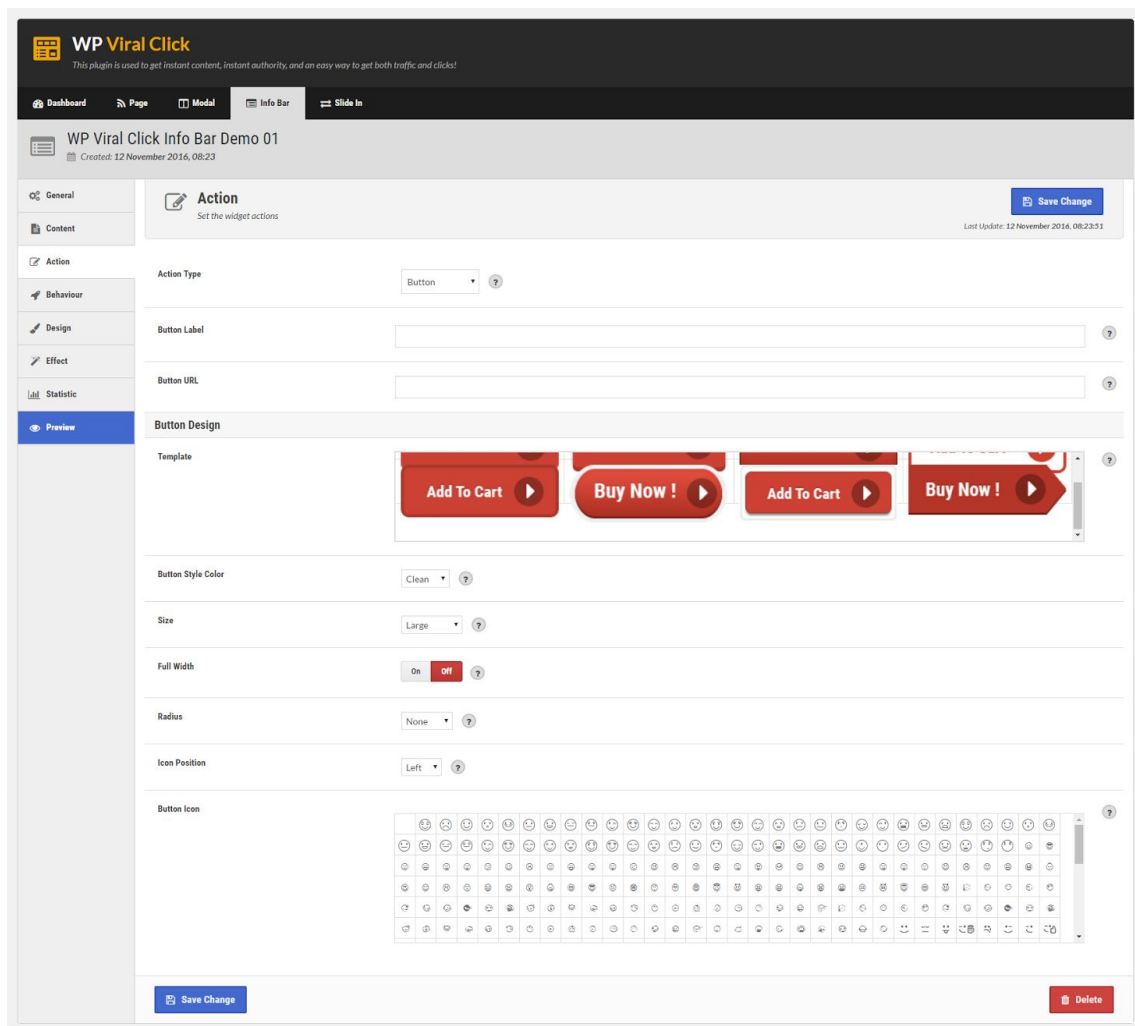 WP Viral Click
This plugin is used to get instant content, instant authority, and an easy way to get both traffic and clicks!
Dashboard Page Modal Info Bar Slide In
WP Viral Click Info Bar Demo 01
Created: 12 November 2016, 08:23
General
Content
Action
Behaviour
Design
Effect
Statistic
Preview
Action
Set the widget actions
Save Change
Last Update: 12 November 2016, 08:23:51
Action Type
Button ?
Button Label
?
Button URL
?
Button Design
Template
Add To Cart Buy Now ! Add To Cart Buy Now !
?
Button Style Color
Clean ?
Size
Large ?
Full Width
On Off ?
Radius
None ?
Icon Position
Left ?
Button Icon
?
Save Change Delete